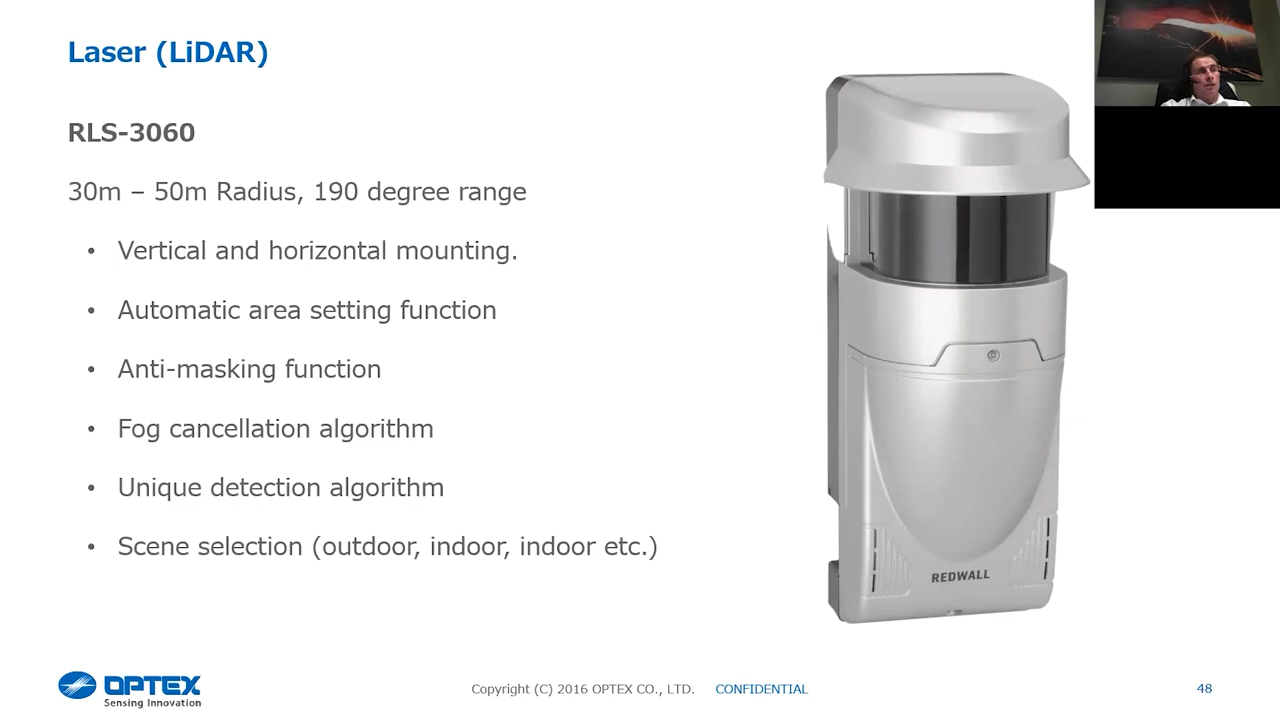 Laser (LiDAR)
RLS-3060
30m – 50m Radius, 190 degree range
• Vertical and horizontal mounting.
• Automatic area setting function
• Anti-masking function
• Fog cancellation algorithm
• Unique detection algorithm
• Scene selection (outdoor, indoor, indoor etc.)
REDWALL
OPTEX
Sensing Innovation
Copyright (C) 2016 OPTEX CO., LTD. CONFIDENTIAL
48